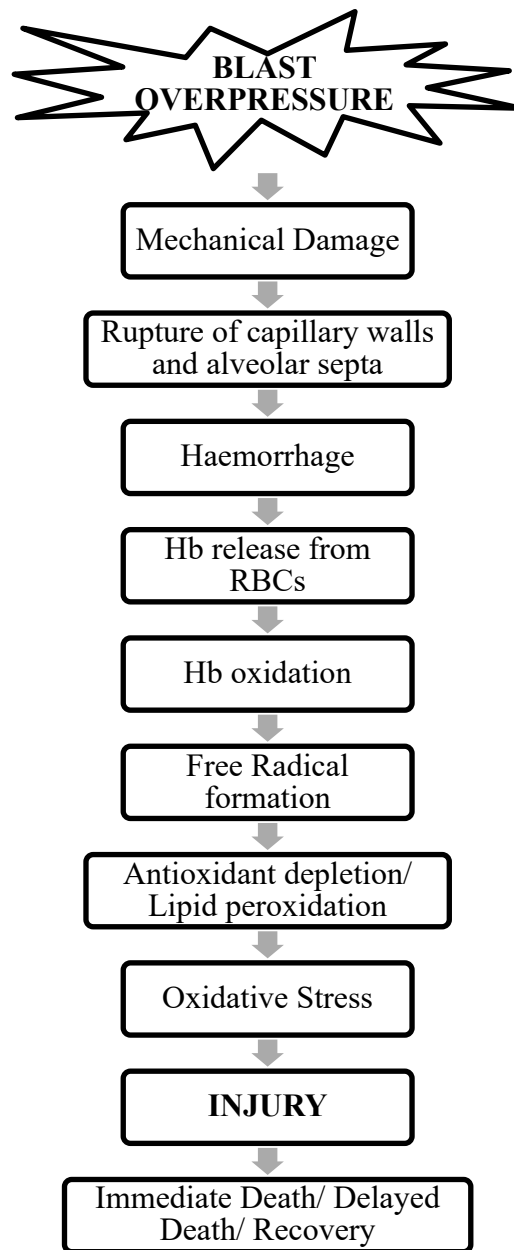 BLAST
OVERPRESSURE
Mechanical Damage
Rupture of capillary walls
and alveolar septa
Haemorrhage
Hb release from
RBCs
Hb oxidation
Free Radical
formation
Antioxidant depletion/
Lipid peroxidation
Oxidative Stress
INJURY
Immediate Death/ Delayed
Death/ Recovery